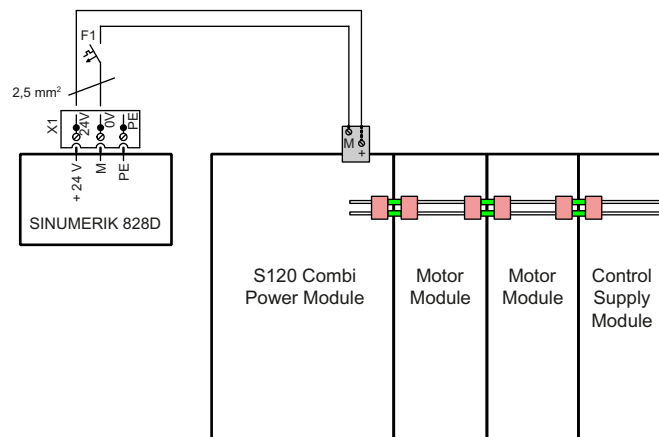 F1
2,5 mm²
X1
24V
0V
PE
M
+
+ 24 V
M
PE
SINUMERIK 828D
S120 Combi
Power Module
Motor
Module
Motor
Module
Control
Supply
Module